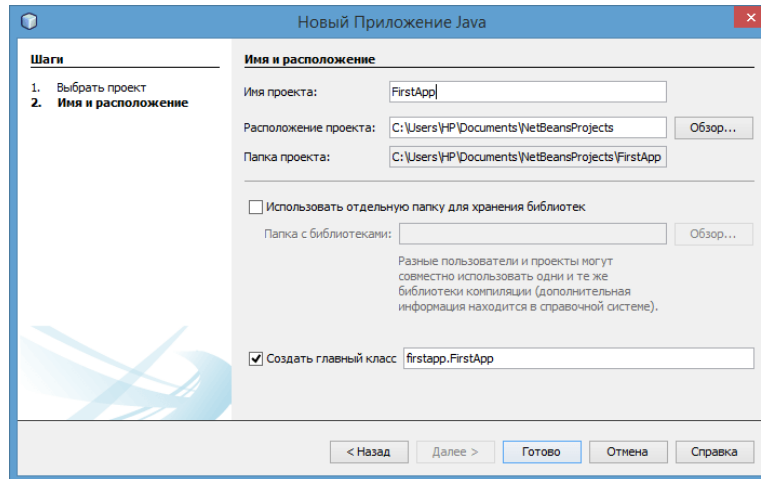 Новый Приложение Java
Шаги
1. Выбрать проект
2. Имя и расположение
Имя и расположение
Имя проекта: FirstApp
Расположение проекта: C:\Users\HP\Documents\NetBeansProjects Обзор...
Папка проекта: C:\Users\HP\Documents\NetBeansProjects\FirstApp
Использовать отдельную папку для хранения библиотек
Папка с библиотеками: Обзор...
Разные пользователи и проекты могут
совместно использовать одни и те же
библиотеки компиляции (дополнительная
информация находится в справочной системе).
Создать главный класс firstapp.FirstApp
< Назад Далее > Готово Отмена Справка